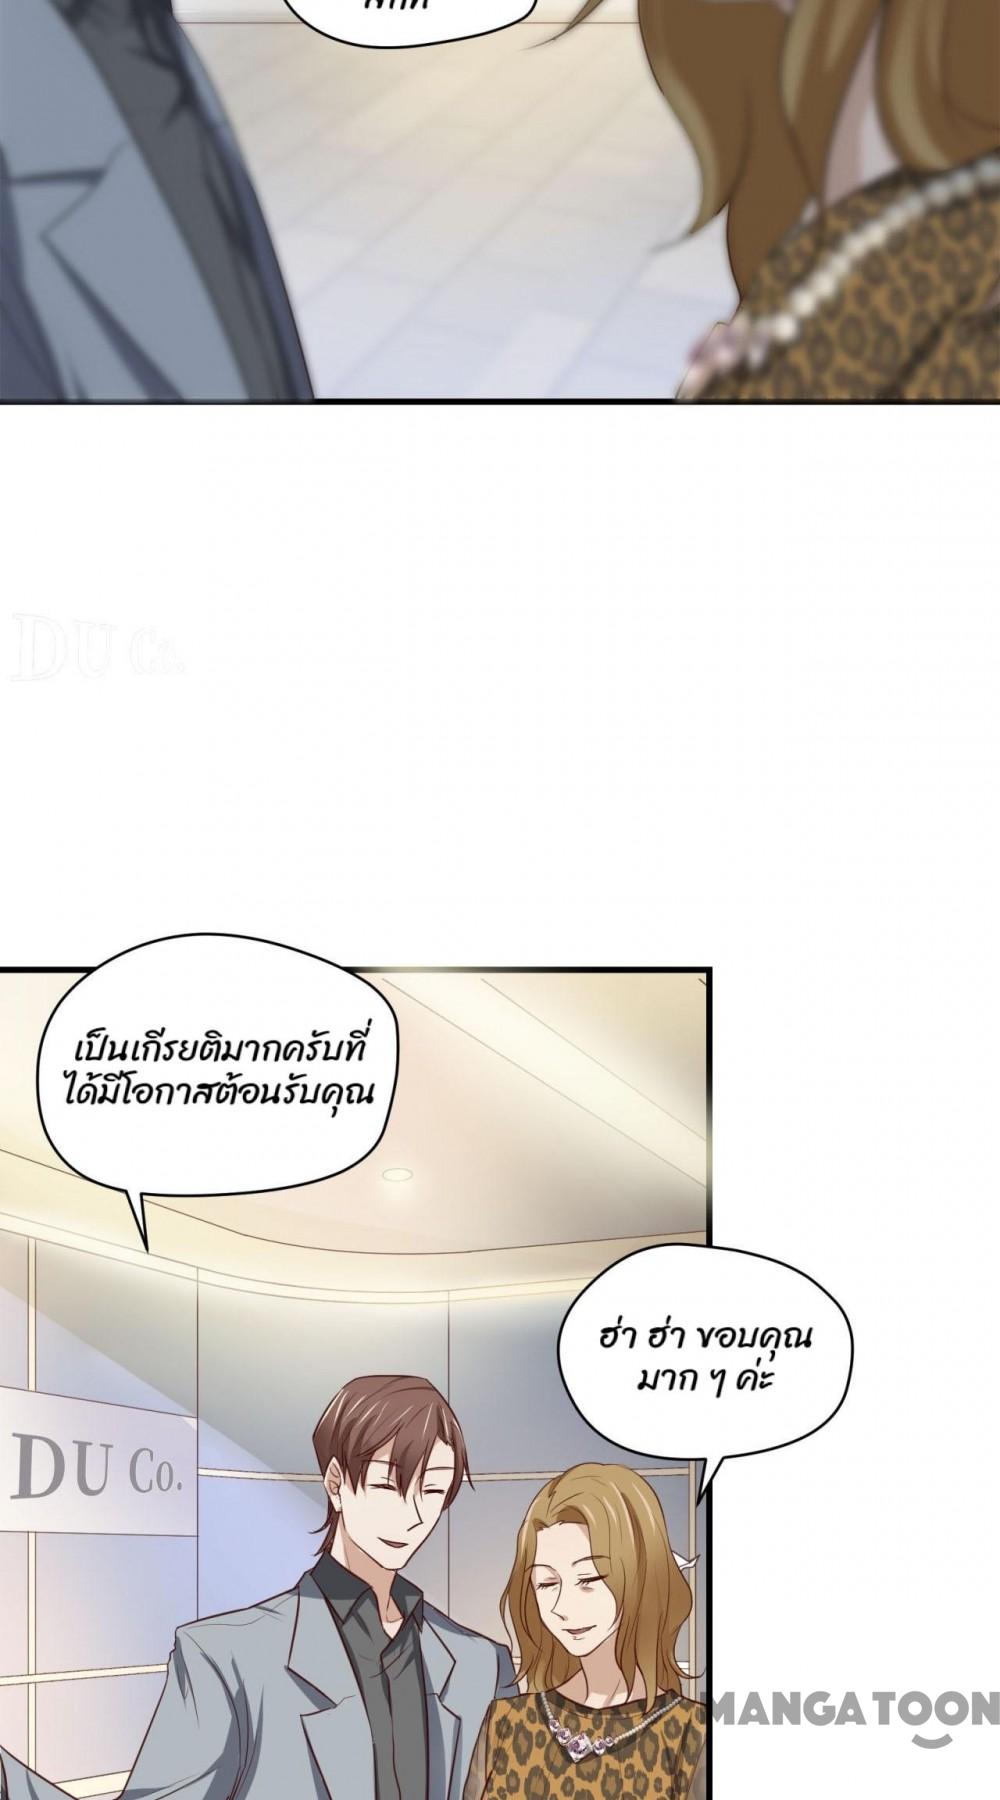 DU Co.
เป็นเกีรยติมากครับที่
ได้มีโอกาสต้อนรับคุณ
ฮ่า ฮ่า ขอบคุณ
มาก ๆ ค่ะ
DU Co.
MANGATOON